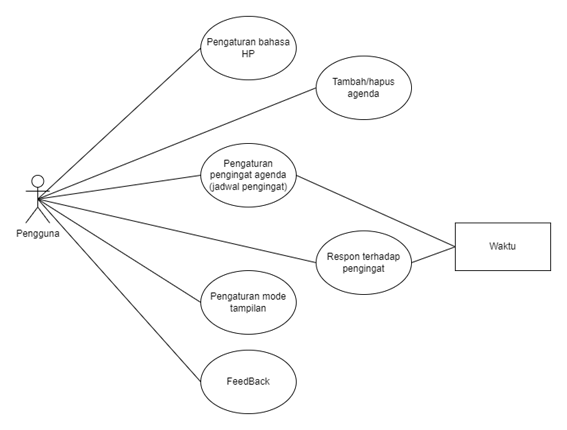 Pengaturan bahasa
HP
Tambah/hapus
agenda
Pengaturan
pengingat agenda
(jadwal pengingat)
Pengguna
Respon terhadap
pengingat
Waktu
Pengaturan mode
tampilan
FeedBack